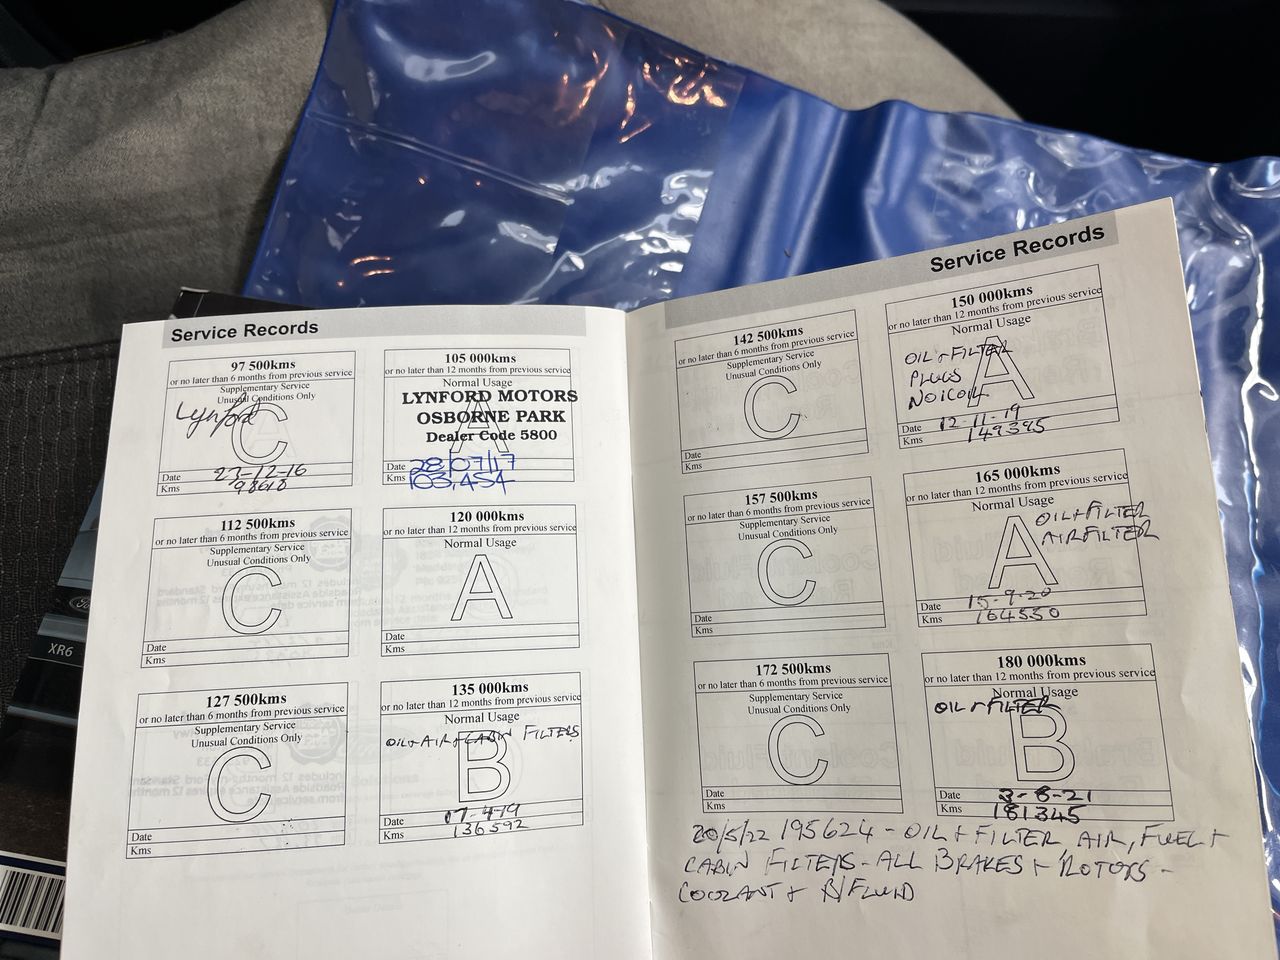 Service Records
97 500kms
or no later than 6 months from previous service
Supplementary Service
Unusual Conditions Only
C
Lynford
Date 23-12-16
Kms 98618
105 000kms
or no later than 12 months from previous service
Normal Usage
A
LYNFORD MOTORS
OSBORNE PARK
Dealer Code 5800
Date 28/07/17
Kms 103,454
112 500kms
or no later than 6 months from previous service
Supplementary Service
Unusual Conditions Only
C
Date
Kms
120 000kms
or no later than 12 months from previous service
Normal Usage
A
Date
Kms
127 500kms
or no later than 6 months from previous service
Supplementary Service
Unusual Conditions Only
C
Date
Kms
135 000kms
or no later than 12 months from previous service
Normal Usage
OIL + AIR + CABIN FILTERS
B
Date 17-4-19
Kms 136592
Service Records
142 500kms
or no later than 6 months from previous service
Supplementary Service
Unusual Conditions Only
C
Date
Kms
150 000kms
or no later than 12 months from previous service
Normal Usage
A
OIL + FILTER
PLUGS
NO1COIL
Date 12-11-19
Kms 149395
157 500kms
or no later than 6 months from previous service
Supplementary Service
Unusual Conditions Only
C
Date
Kms
165 000kms
or no later than 12 months from previous service
Normal Usage
A
OIL + FILTER
AIRFILTER
Date 15-9-20
Kms 164550
172 500kms
or no later than 6 months from previous service
Supplementary Service
Unusual Conditions Only
C
Date
Kms
180 000kms
or no later than 12 months from previous service
Normal Usage
OIL + FILTER
B
Date 3-8-21
Kms 181345
20/5/22 195624 - OIL + FILTER AIR, FUEL +
CABIN FILTERS - ALL BRAKES + ROTORS -
COOLANT + B/FLUID
XR6